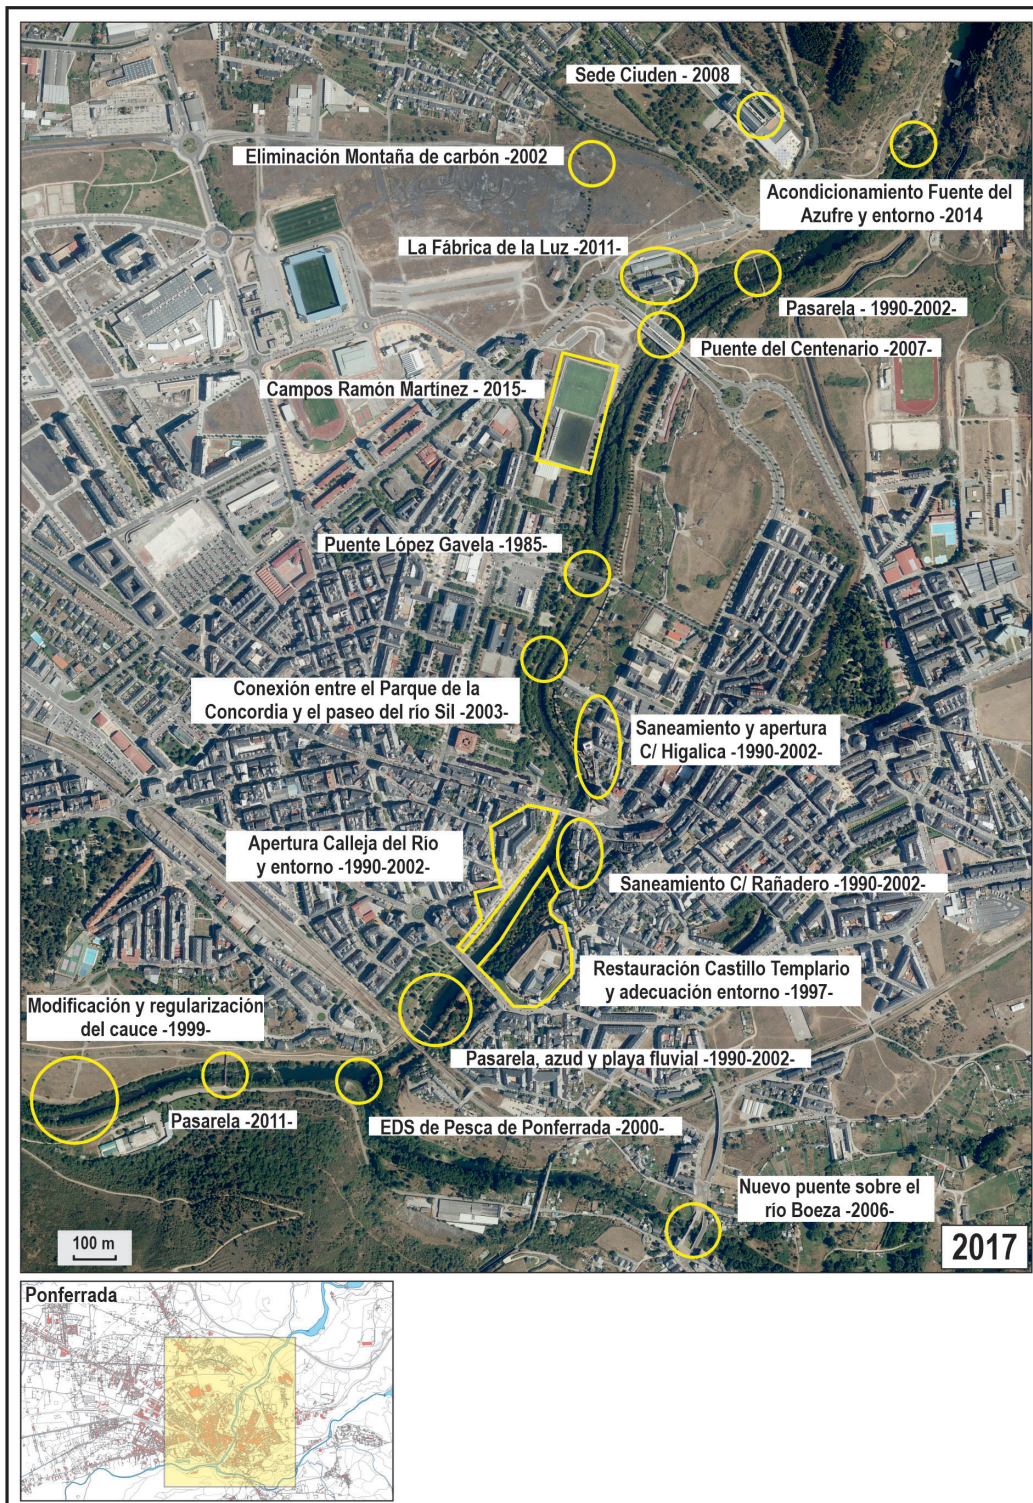 Sede Ciuden - 2008
Eliminación Montaña de carbón -2002
Acondicionamiento Fuente del
Azufre y entorno -2014
La Fábrica de la Luz -2011-
Pasarela - 1990-2002-
Puente del Centenario -2007-
Campos Ramón Martínez - 2015-
Puente López Gavela -1985-
Conexión entre el Parque de la
Concordia y el paseo del río Sil -2003-
Saneamiento y apertura
C/ Higalica -1990-2002-
Apertura Calleja del Río
y entorno -1990-2002-
Saneamiento C/ Rañadero -1990-2002-
Restauración Castillo Templario
y adecuación entorno -1997-
Modificación y regularización
del cauce -1999-
Pasarela, azud y playa fluvial -1990-2002-
Pasarela -2011-
EDS de Pesca de Ponferrada -2000-
Nuevo puente sobre el
río Boeza -2006-
100 m
2017
Ponferrada